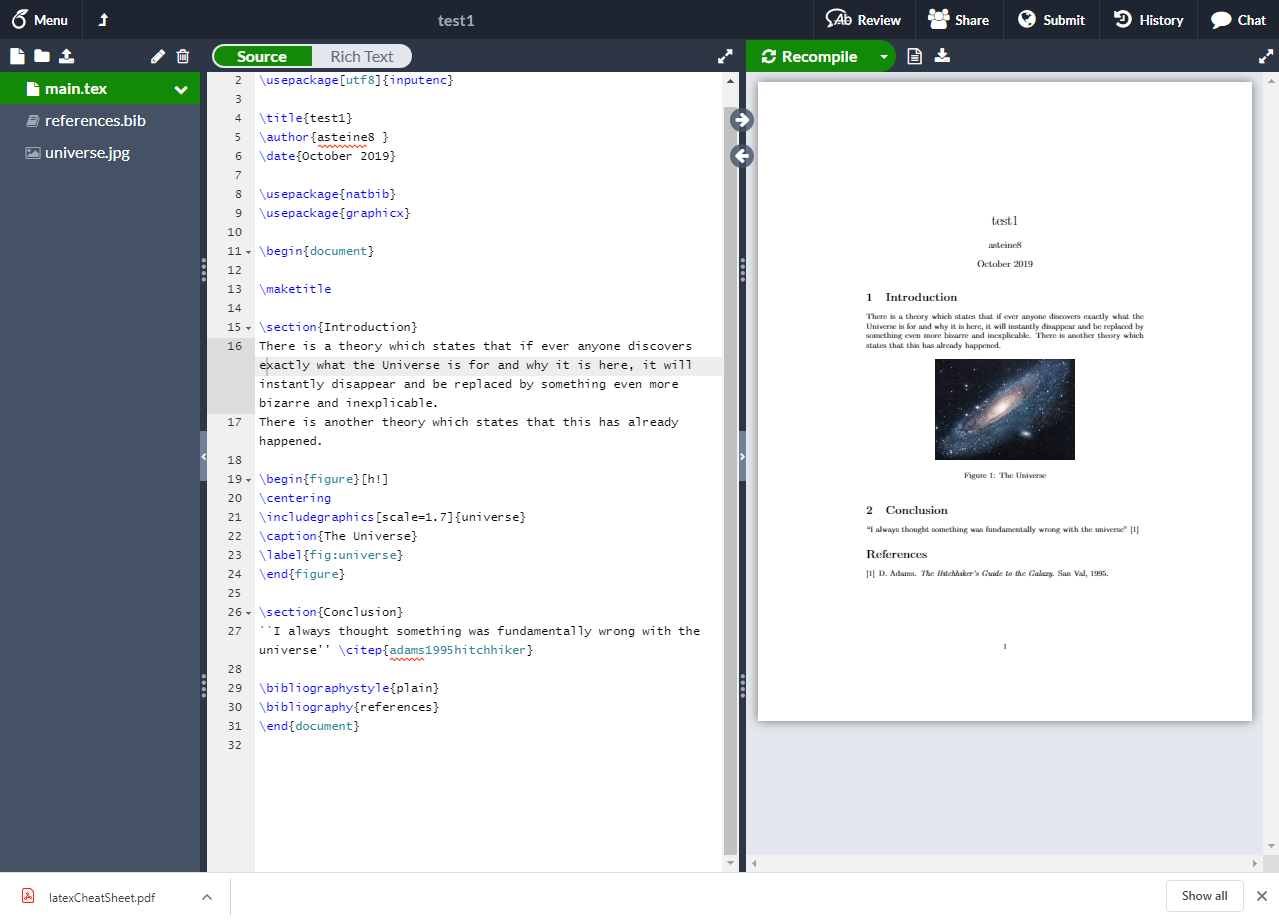 Menu
test1
Review
Share
Submit
History
Chat
Source
Rich Text
Recompile
main.tex
references.bib
universe.jpg
2 \usepackage[utf8]{inputenc}
3
4 \title{test1}
5 \author{asteine8 }
6 \date{October 2019}
7
8 \usepackage{natbib}
9 \usepackage{graphicx}
10
11 \begin{document}
12
13 \maketitle
14
15 \section{Introduction}
16 There is a theory which states that if ever anyone discovers
exactly what the Universe is for and why it is here, it will
instantly disappear and be replaced by something even more
bizarre and inexplicable.
17 There is another theory which states that this has already
happened.
18
19 \begin{figure}[h!]
20 \centering
21 \includegraphics[scale=1.7]{universe}
22 \caption{The Universe}
23 \label{fig:universe}
24 \end{figure}
25
26 \section{Conclusion}
27 ``I always thought something was fundamentally wrong with the
universe'' \citep{adams1995hitchhiker}
28
29 \bibliographystyle{plain}
30 \bibliography{references}
31 \end{document}
32
test1
asteine8
October 2019
1 Introduction
There is a theory which states that if ever anyone discovers exactly what the
Universe is for and why it is here, it will instantly disappear and be replaced by
something even more bizarre and inexplicable. There is another theory which
states that this has already happened.
Figure 1: The Universe
2 Conclusion
“I always thought something was fundamentally wrong with the universe” [1]
References
[1] D. Adams. The Hitchhiker's Guide to the Galaxy. San Val, 1995.
1
latexCheatSheet.pdf
Show all